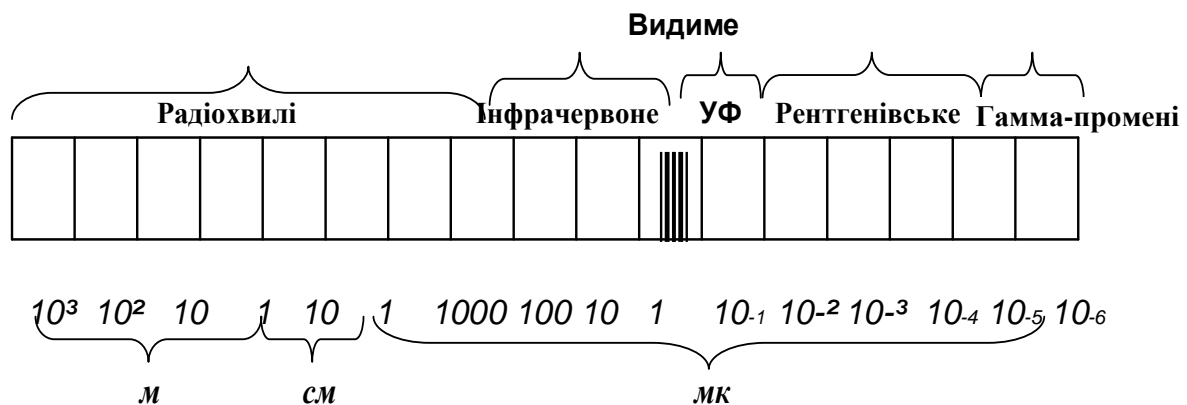 Видиме
Радіохвилі Інфрачервоне УФ Рентгенівське Гамма-промені
10³ 10² 10 1 10 1 1000 100 10 1 10-1 10-² 10-³ 10-4 10-5 10-6
м см мк